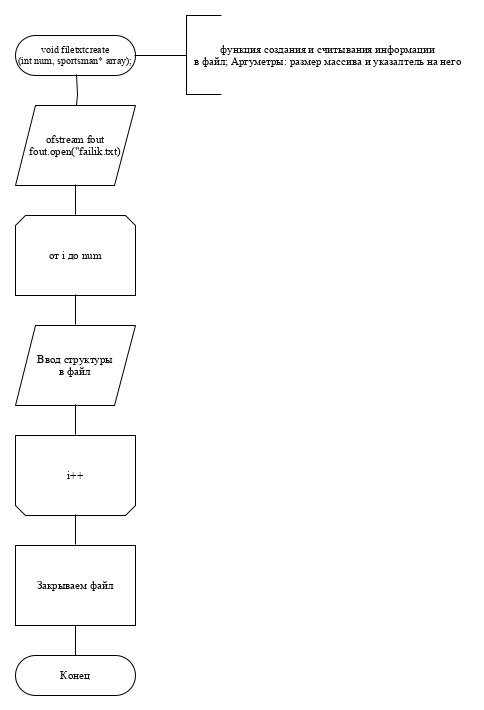 void filetxtcreate
(int num, sportsman* array);
функция создания и считывания информации
в файл; Аргуметры: размер массива и указалтель на него
ofstream fout
fout.open("failik.txt)
от i до num
Ввод структуры
в файл
i++
Закрываем файл
Конец